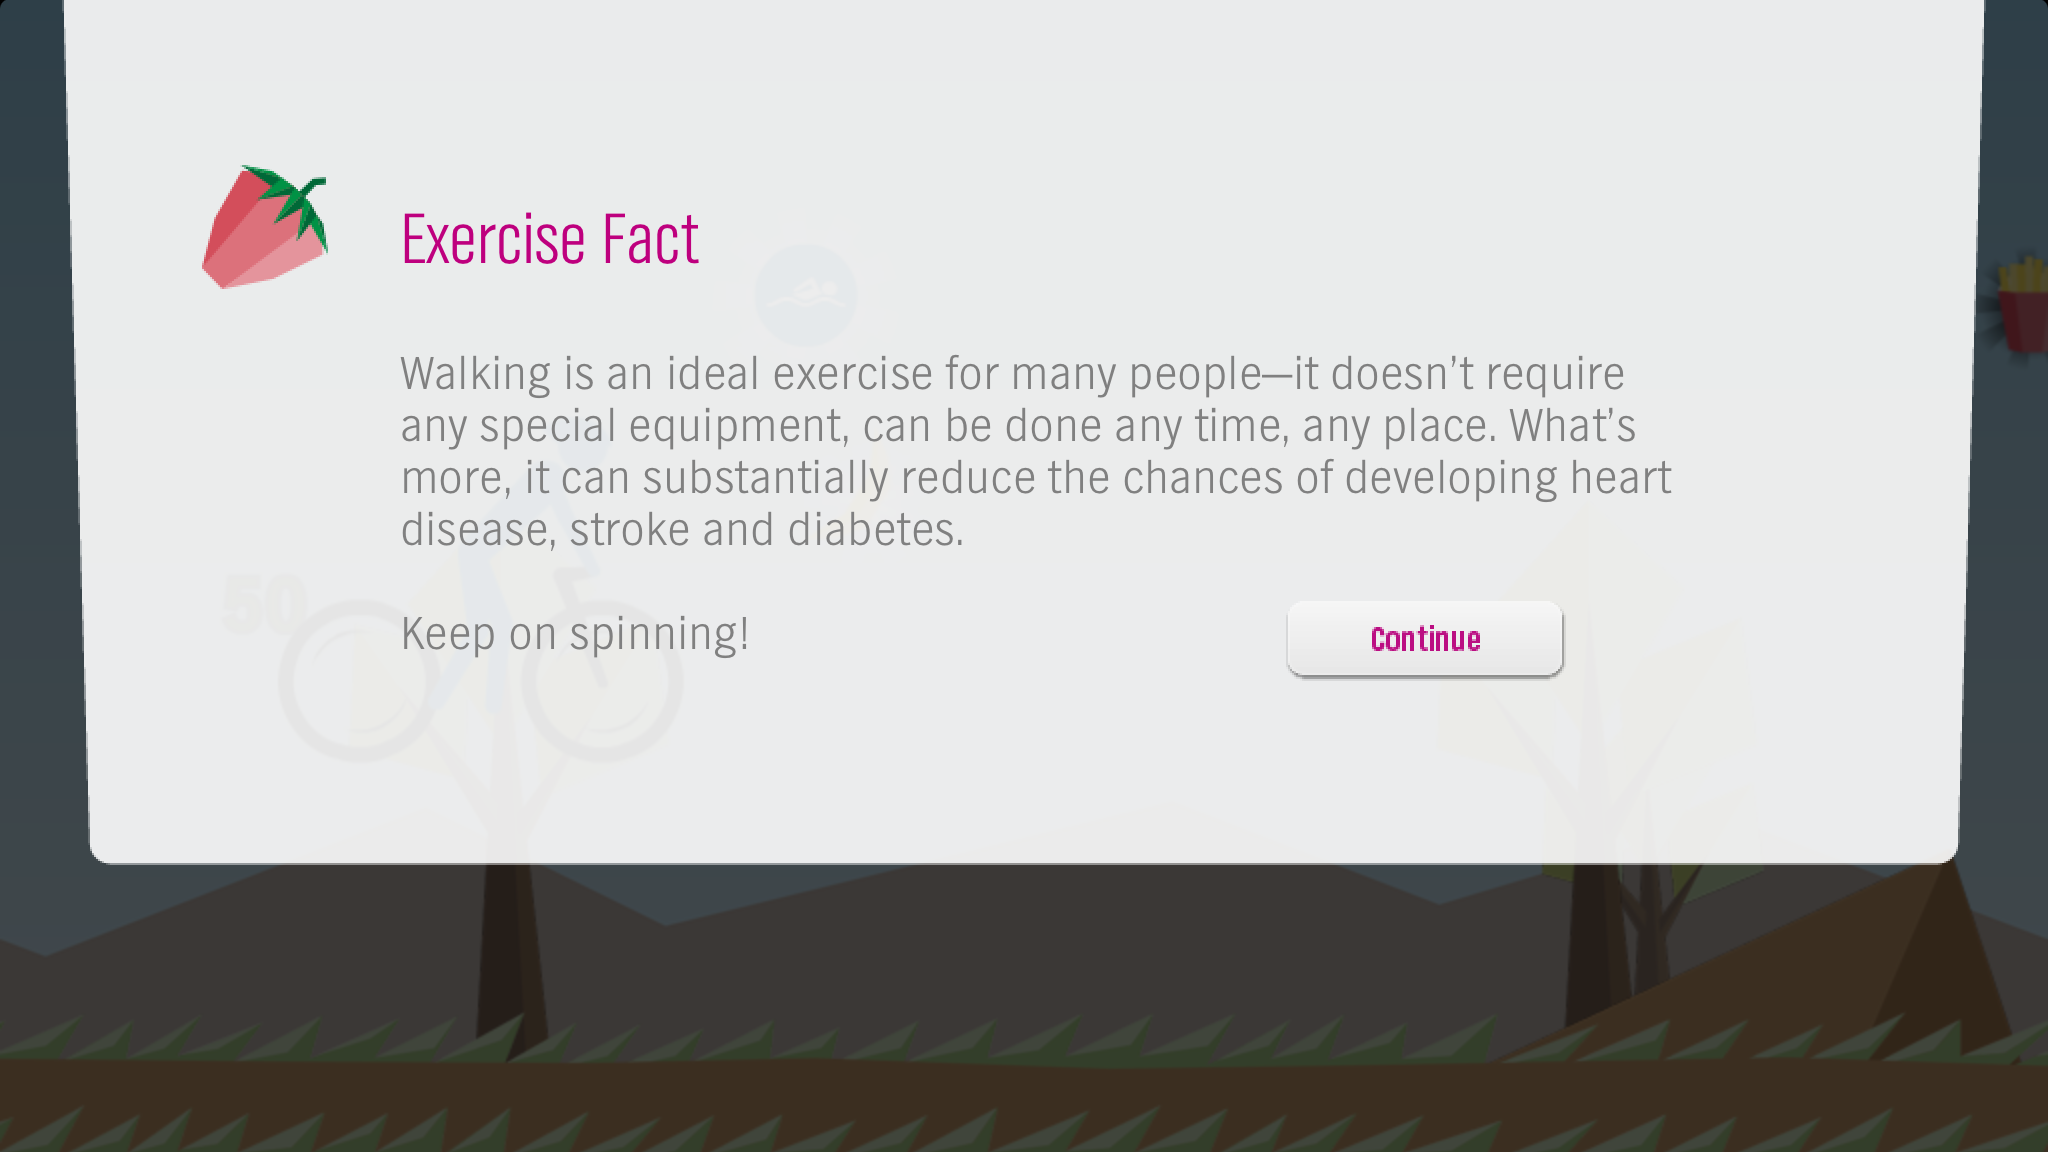 Exercise Fact
Walking is an ideal exercise for many people—it doesn’t require
any special equipment, can be done any time, any place. What’s
more, it can substantially reduce the chances of developing heart
disease, stroke and diabetes.
50
Keep on spinning!
Continue